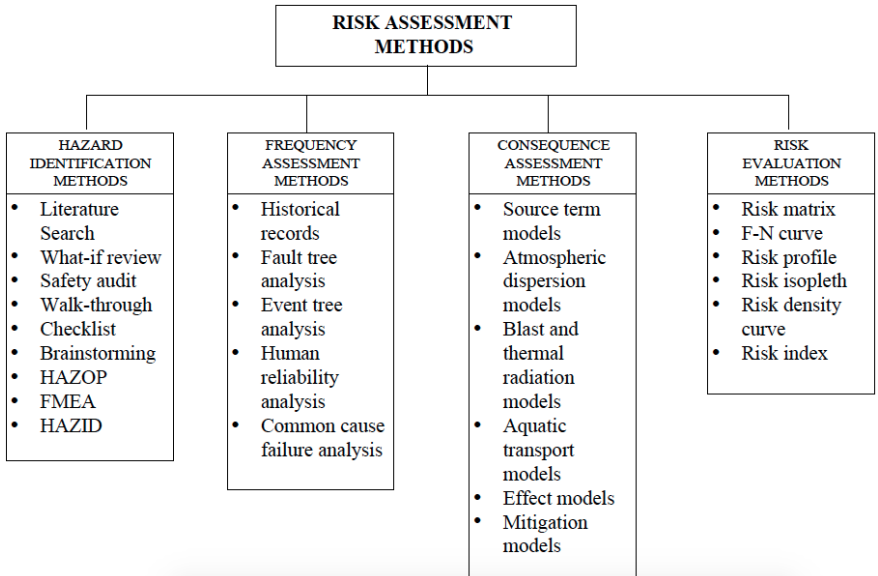 RISK ASSESSMENT
METHODS
HAZARD
IDENTIFICATION
METHODS
• Literature
Search
• What-if review
• Safety audit
• Walk-through
• Checklist
• Brainstorming
• HAZOP
• FMEA
• HAZID
FREQUENCY
ASSESSMENT
METHODS
• Historical
records
• Fault tree
analysis
• Event tree
analysis
• Human
reliability
analysis
• Common cause
failure analysis
CONSEQUENCE
ASSESSMENT
METHODS
• Source term
models
• Atmospheric
dispersion
models
• Blast and
thermal
radiation
models
• Aquatic
transport
models
• Effect models
• Mitigation
models
RISK
EVALUATION
METHODS
• Risk matrix
• F-N curve
• Risk profile
• Risk isopleth
• Risk density
curve
• Risk index